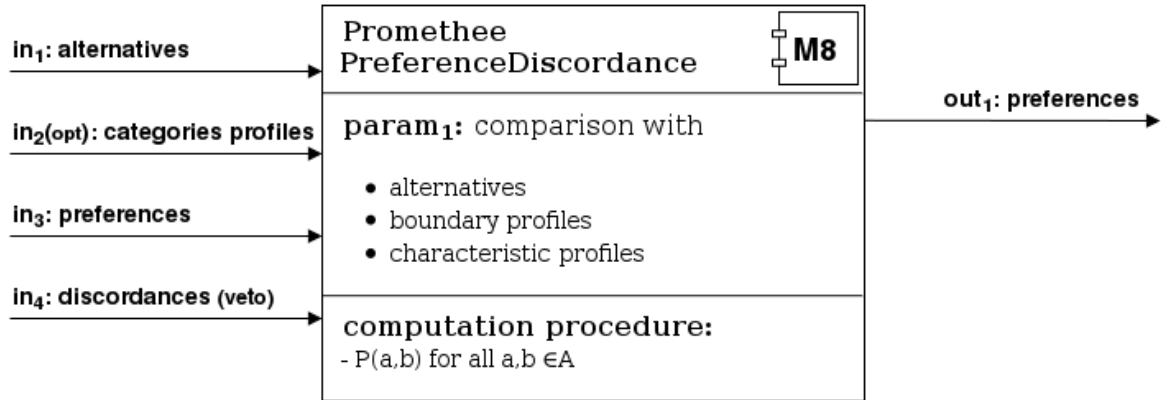 in1: alternatives
in2(opt): categories profiles
in3: preferences
in4: discordances (veto)
Promethee
PreferenceDiscordance
M8
param1: comparison with
• alternatives
• boundary profiles
• characteristic profiles
computation procedure:
- P(a,b) for all a,b ∈A
out1: preferences